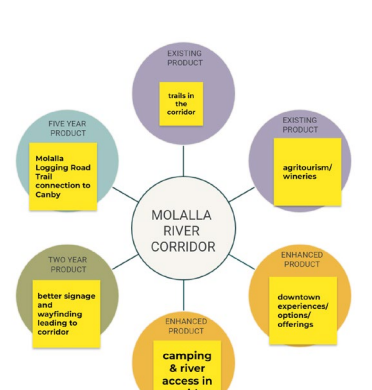 EXISTING
PRODUCT
trails in
the
corridor
FIVE YEAR
PRODUCT
Molalla
Logging Road
Trail
connection to
Canby
EXISTING
PRODUCT
agritourism/
wineries
MOLALLA
RIVER
CORRIDOR
TWO YEAR
PRODUCT
better signage
and
wayfinding
leading to
corridor
ENHANCED
PRODUCT
downtown
experiences/
options/
offerings
ENHANCED
PRODUCT
camping
& river
access in